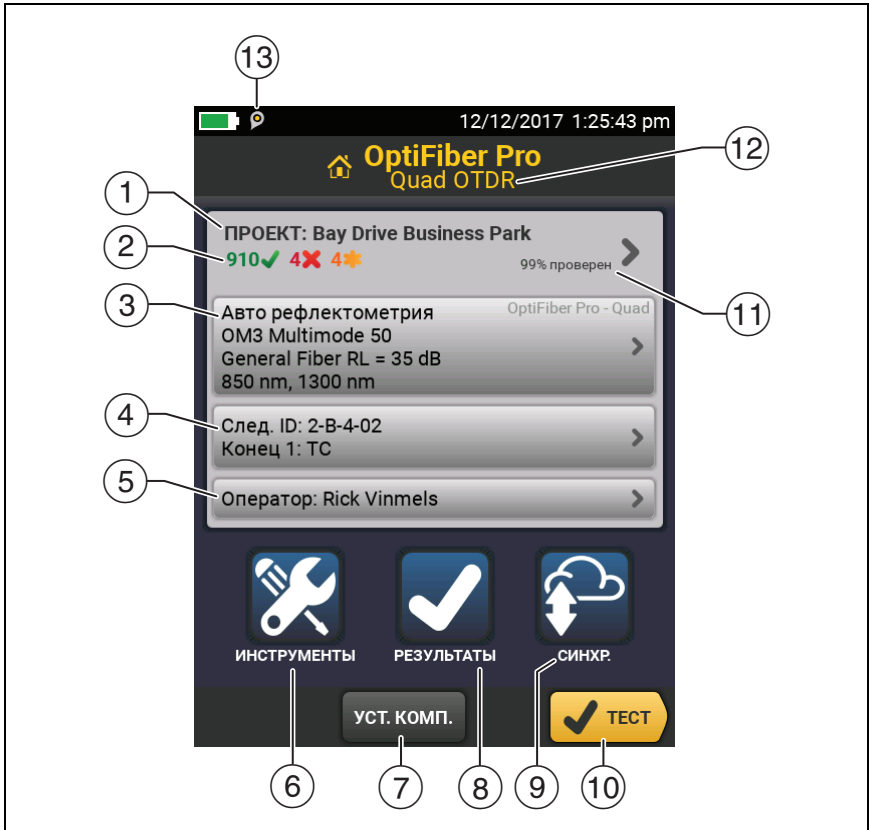 13
12/12/2017 1:25:43 pm
OptiFiber Pro
Quad OTDR
12
1
ПРОЕКТ: Bay Drive Business Park
2
910 4 4
99% проверен
11
3
Авто рефлектометрия
OptiFiber Pro - Quad
OM3 Multimode 50
General Fiber RL = 35 dB
850 nm, 1300 nm
4
След. ID: 2-B-4-02
Конец 1: TC
5
Оператор: Rick Vinmels
ИНСТРУМЕНТЫ
РЕЗУЛЬТАТЫ
СИНХР.
УСТ. КОМП.
ТЕСТ
6
7
8
9
10